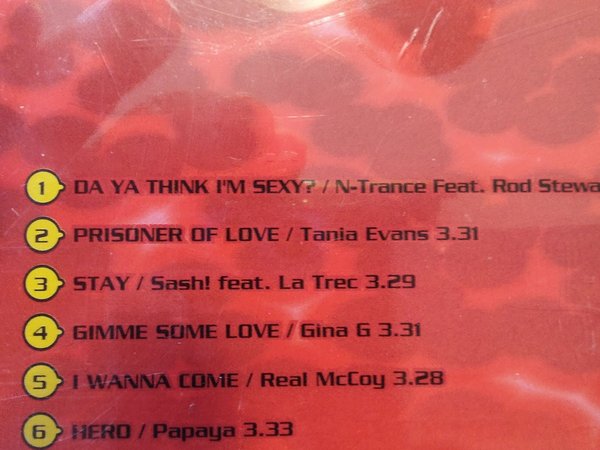 1 DA YA THINK I'M SEXY? / N-Trance Feat. Rod Stewa
2 PRISONER OF LOVE / Tania Evans 3.31
3 STAY / Sash! feat. La Trec 3.29
4 GIMME SOME LOVE / Gina G 3.31
5 I WANNA COME / Real McCoy 3.28
6 HERO / Papaya 3.33